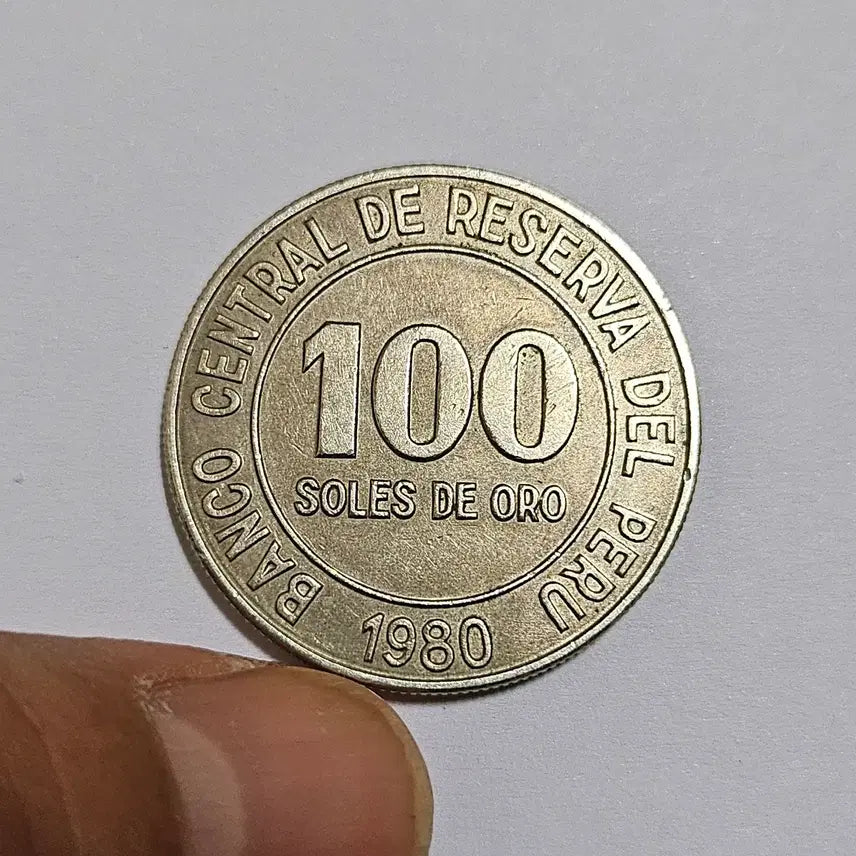 BANCO CENTRAL DE RESERVA DEL PERU
100
SOLES DE ORO
1980